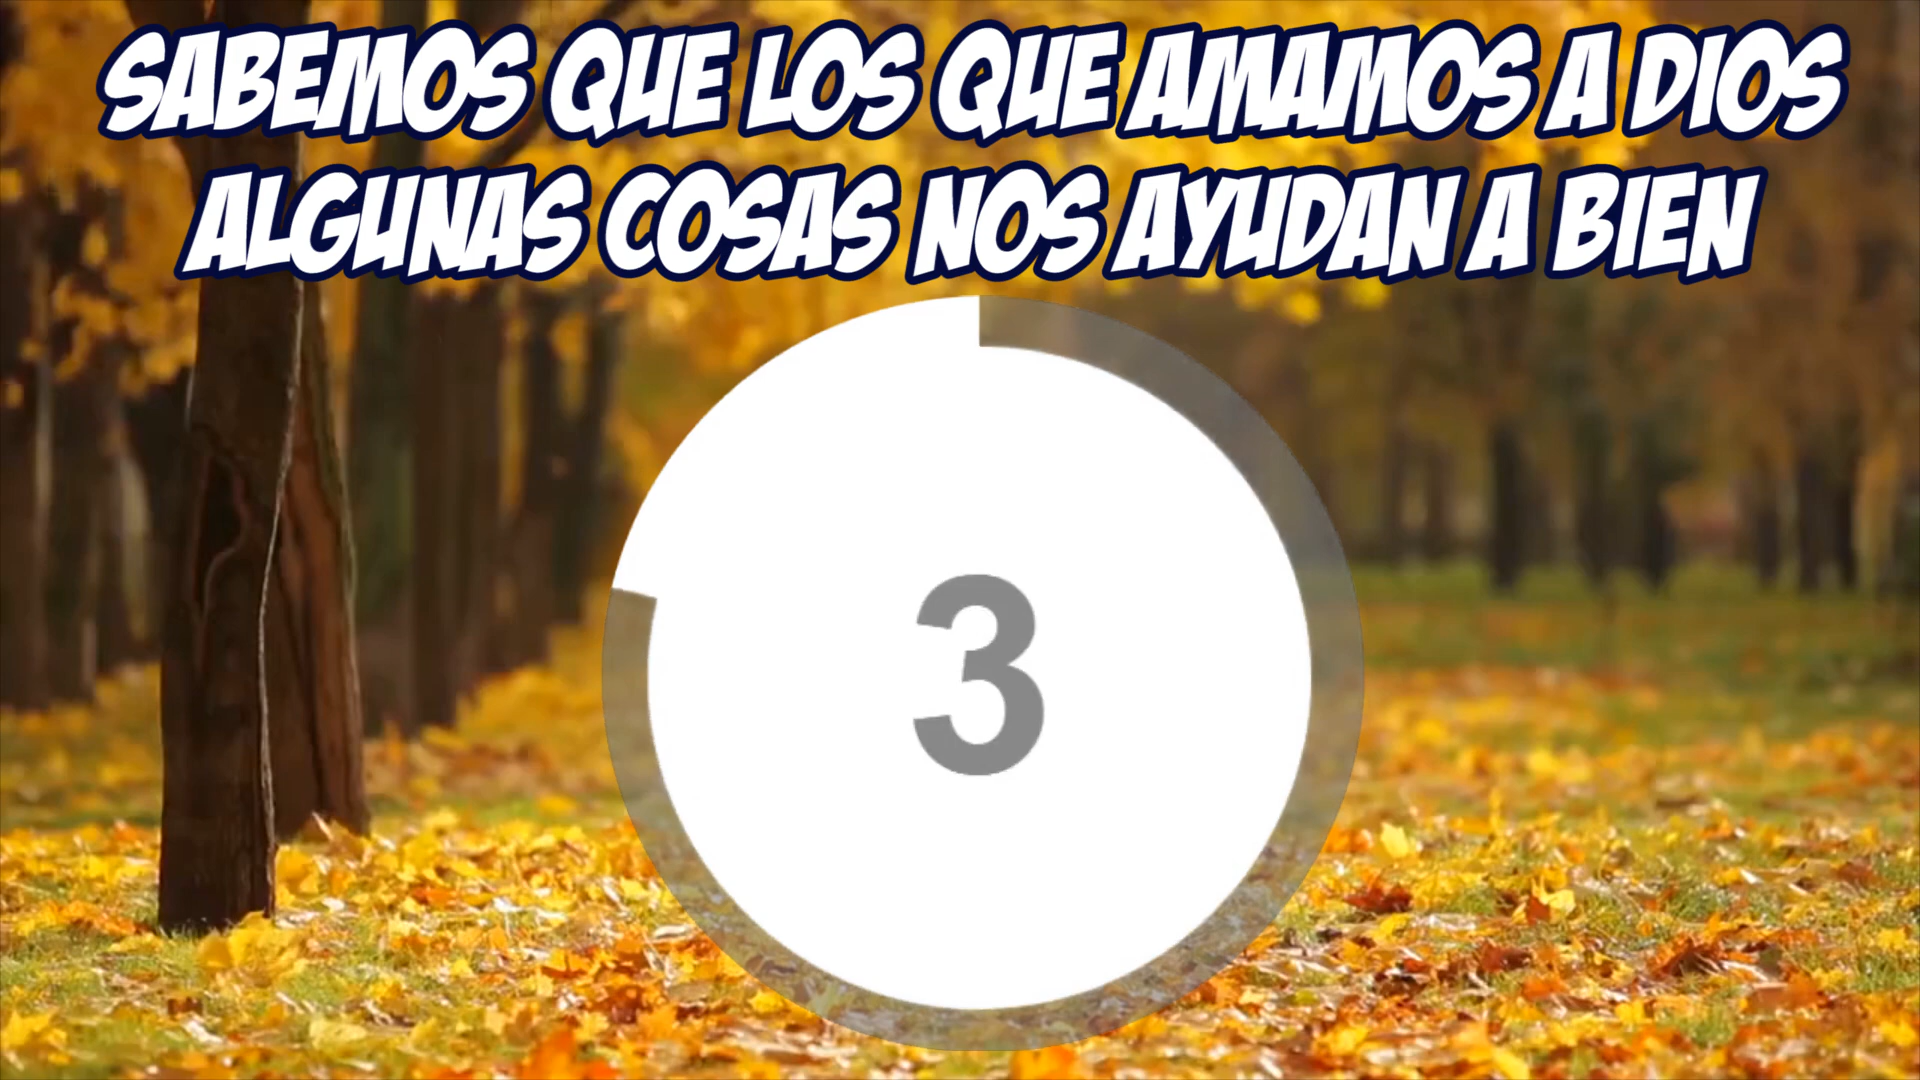 SABEMOS QUE LOS QUE AMAMOS A DIOS
ALGUNAS COSAS NOS AYUDAN A BIEN
3